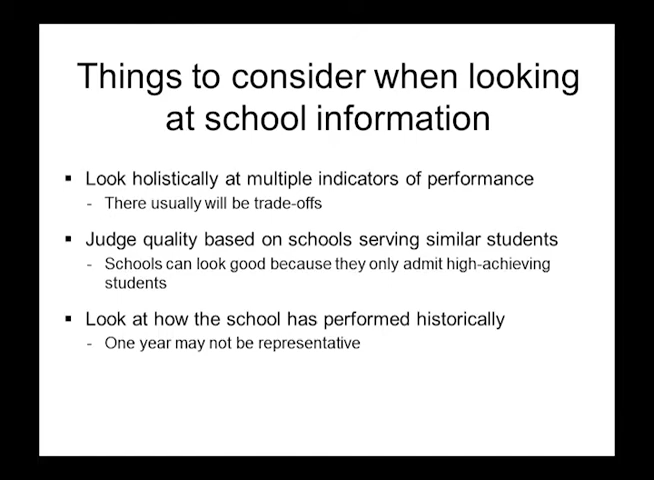 Things to consider when looking
at school information
▪ Look holistically at multiple indicators of performance
- There usually will be trade-offs
▪ Judge quality based on schools serving similar students
- Schools can look good because they only admit high-achieving
students
▪ Look at how the school has performed historically
- One year may not be representative